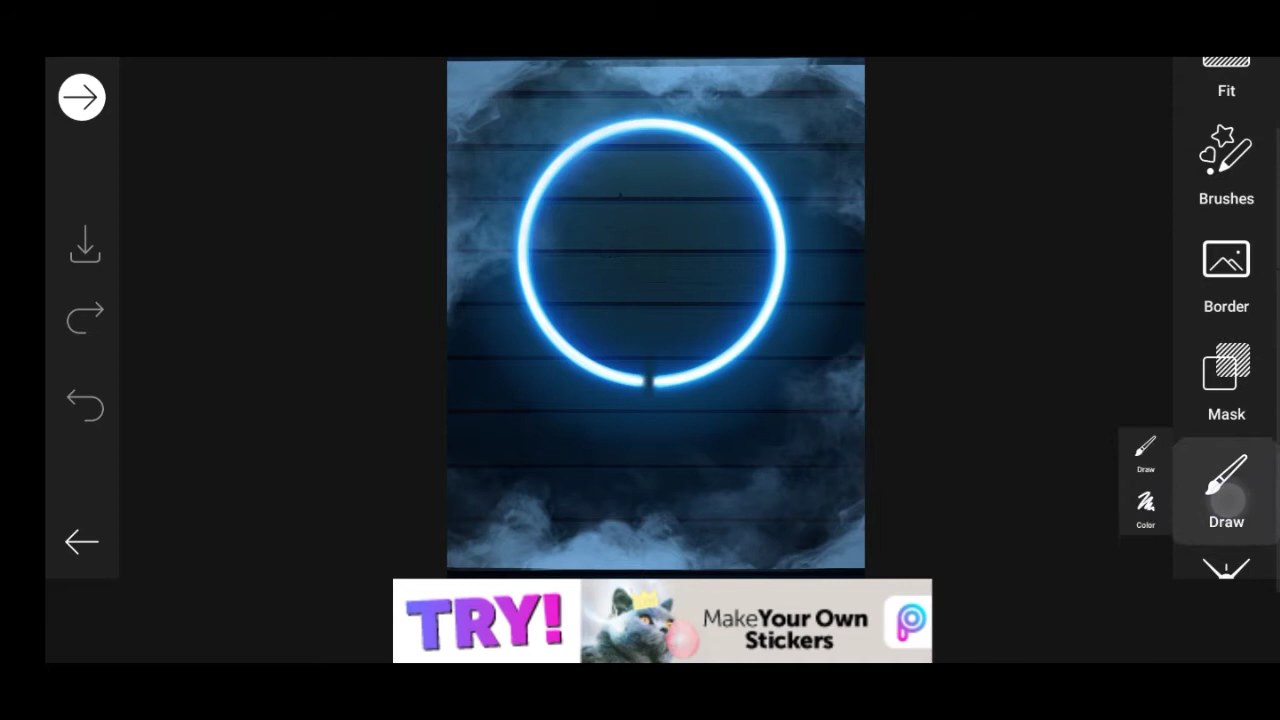 Fit
Brushes
Border
Mask
Draw
Draw
Color
TRY!
MakeYour Own
Stickers